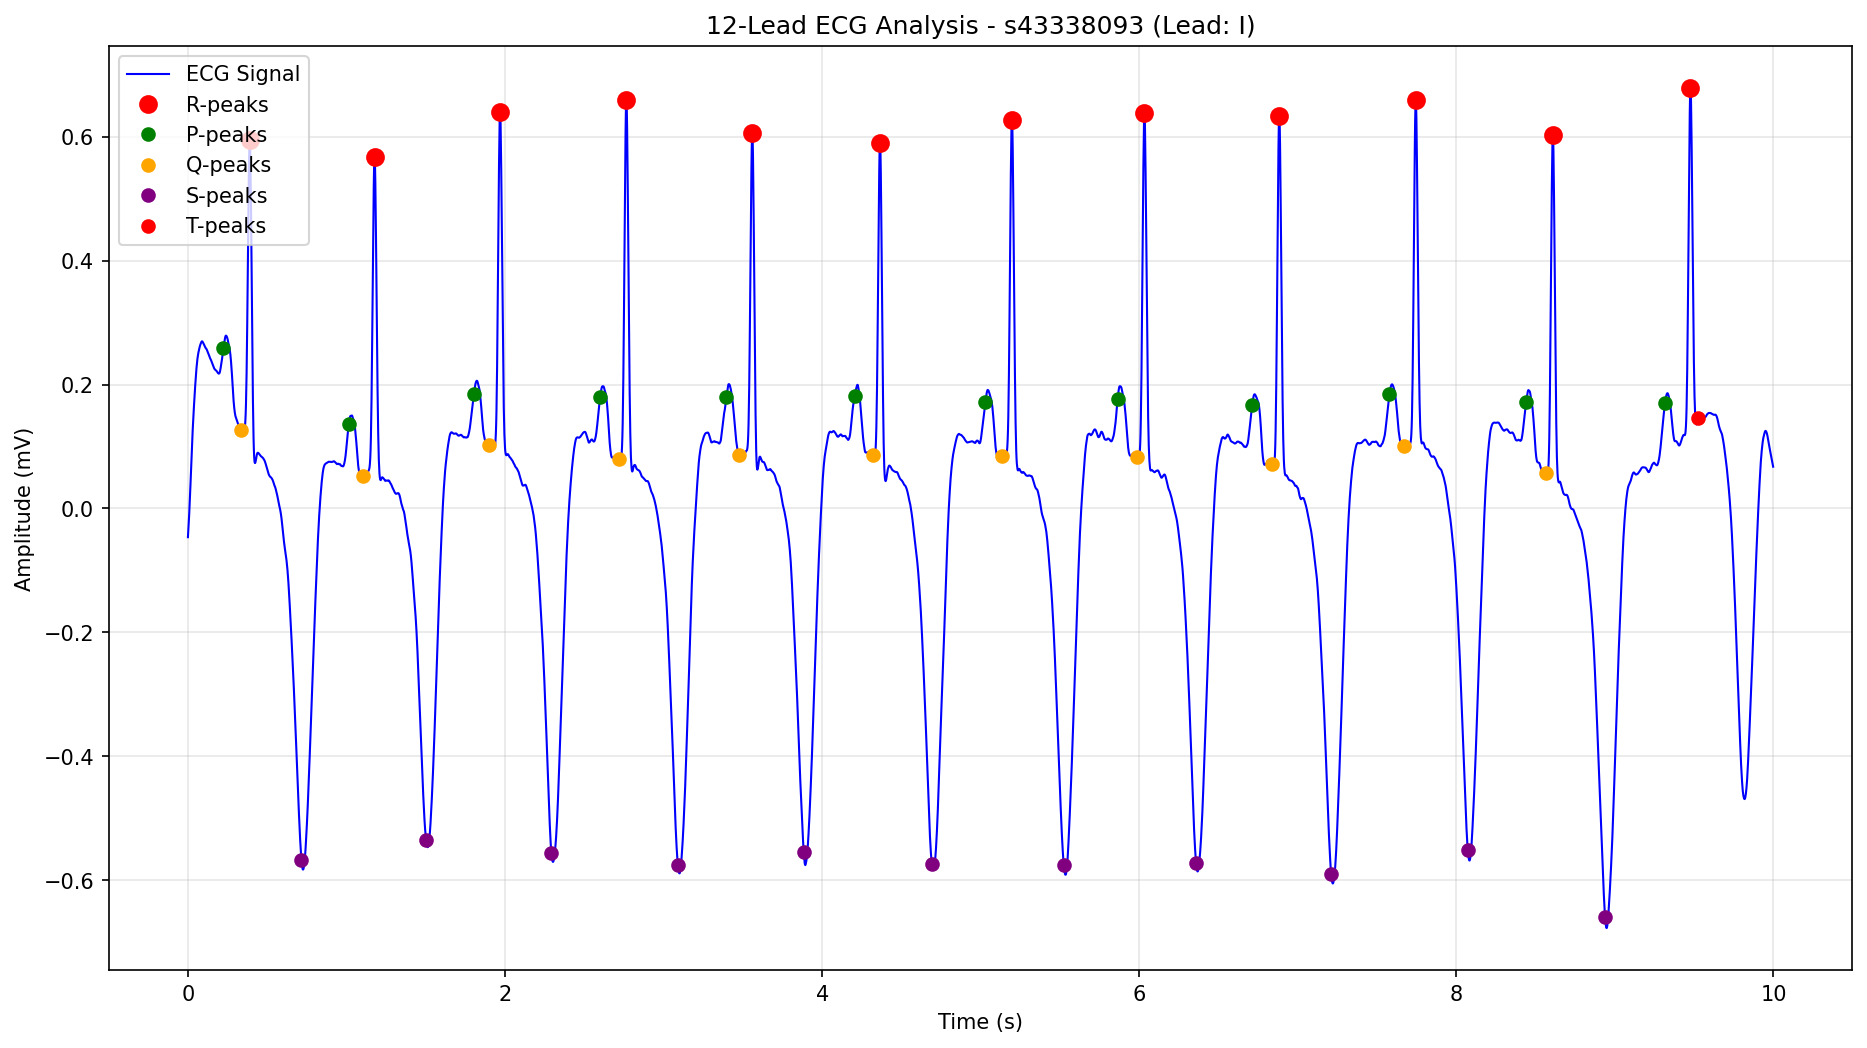 12-Lead ECG Analysis - s43338093 (Lead: I)
ECG Signal
R-peaks
P-peaks
Q-peaks
S-peaks
T-peaks
0.6
0.4
0.2
0.0
−0.2
−0.4
−0.6
Amplitude (mV)
0 2 4 6 8 10
Time (s)